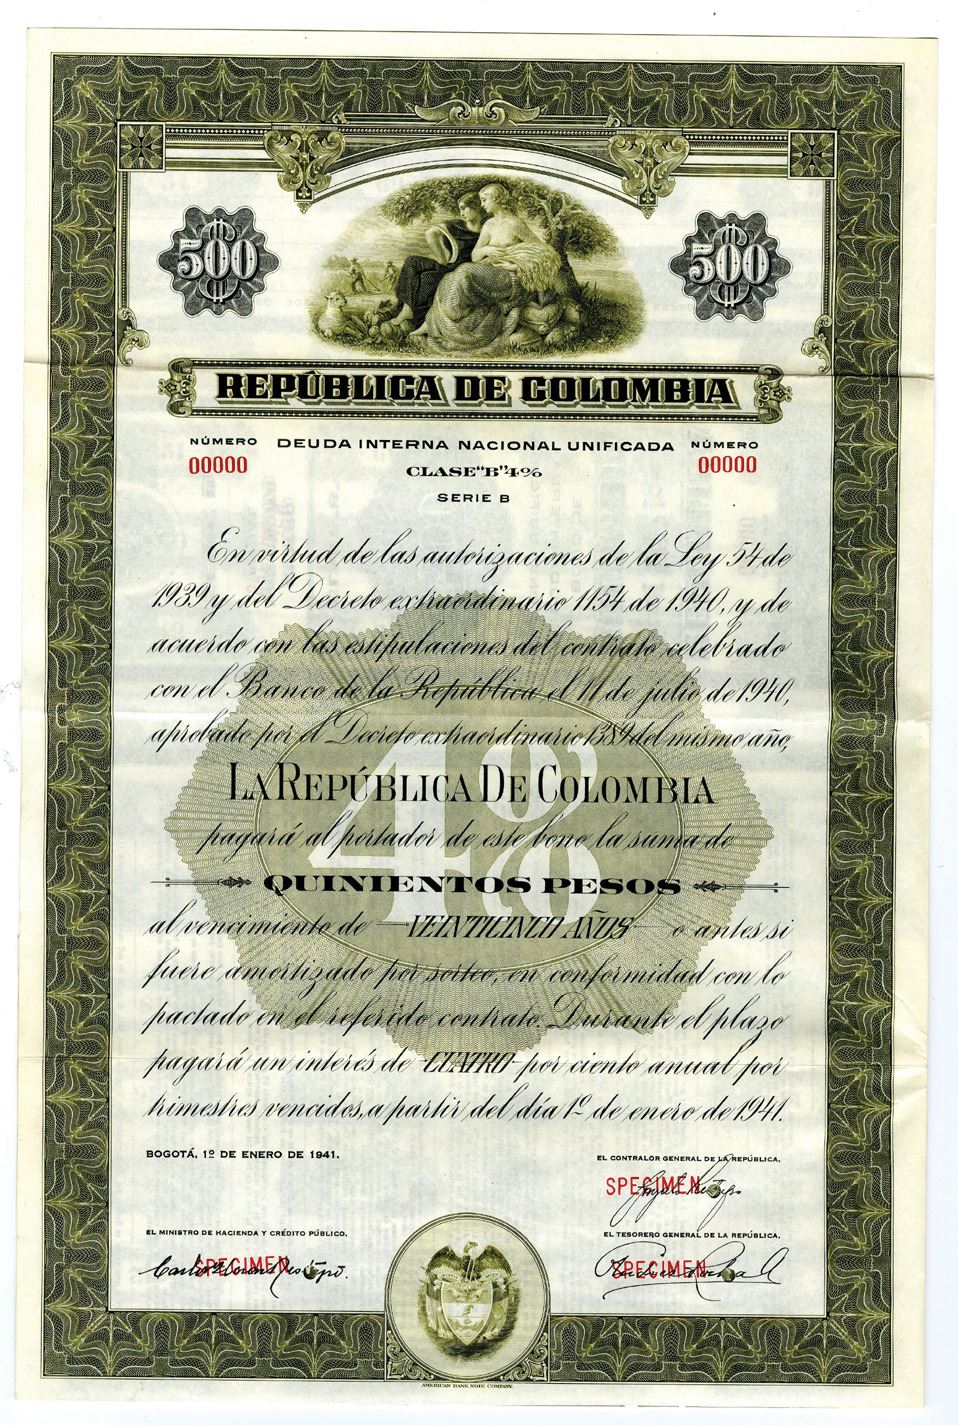 500 500
REPÚBLICA DE COLOMBIA
NÚMERO DEUDA INTERNA NACIONAL UNIFICADA NÚMERO
00000 CLASE "B" 4% 00000
SERIE B
En virtud de las autorizaciones de la Ley 54 de
1939 y del Decreto extraordinario 1154 de 1940, y de
acuerdo con las estipulaciones del contrato celebrado
con el Banco de la República el 11 de julio de 1940,
aprobado por el Decreto extraordinario 1389 del mismo año,
LA REPÚBLICA DE COLOMBIA
pagará al portador de este bono la suma de
4%
QUINIENTOS PESOS
al vencimiento de VEINTICINCO AÑOS o antes si
fuere amortizado por sorteo, en conformidad con lo
pactado en el referido contrato. Durante el plazo
pagará un interés de CUATRO por ciento anual por
trimestres vencidos, a partir del día 1º de enero de 1941.
BOGOTÁ, 1º DE ENERO DE 1941.
EL CONTRALOR GENERAL DE LA REPÚBLICA,
SPECIMEN
EL MINISTRO DE HACIENDA Y CRÉDITO PÚBLICO,
SPECIMEN
EL TESORERO GENERAL DE LA REPÚBLICA,
SPECIMEN
AMERICAN BANK NOTE COMPANY.